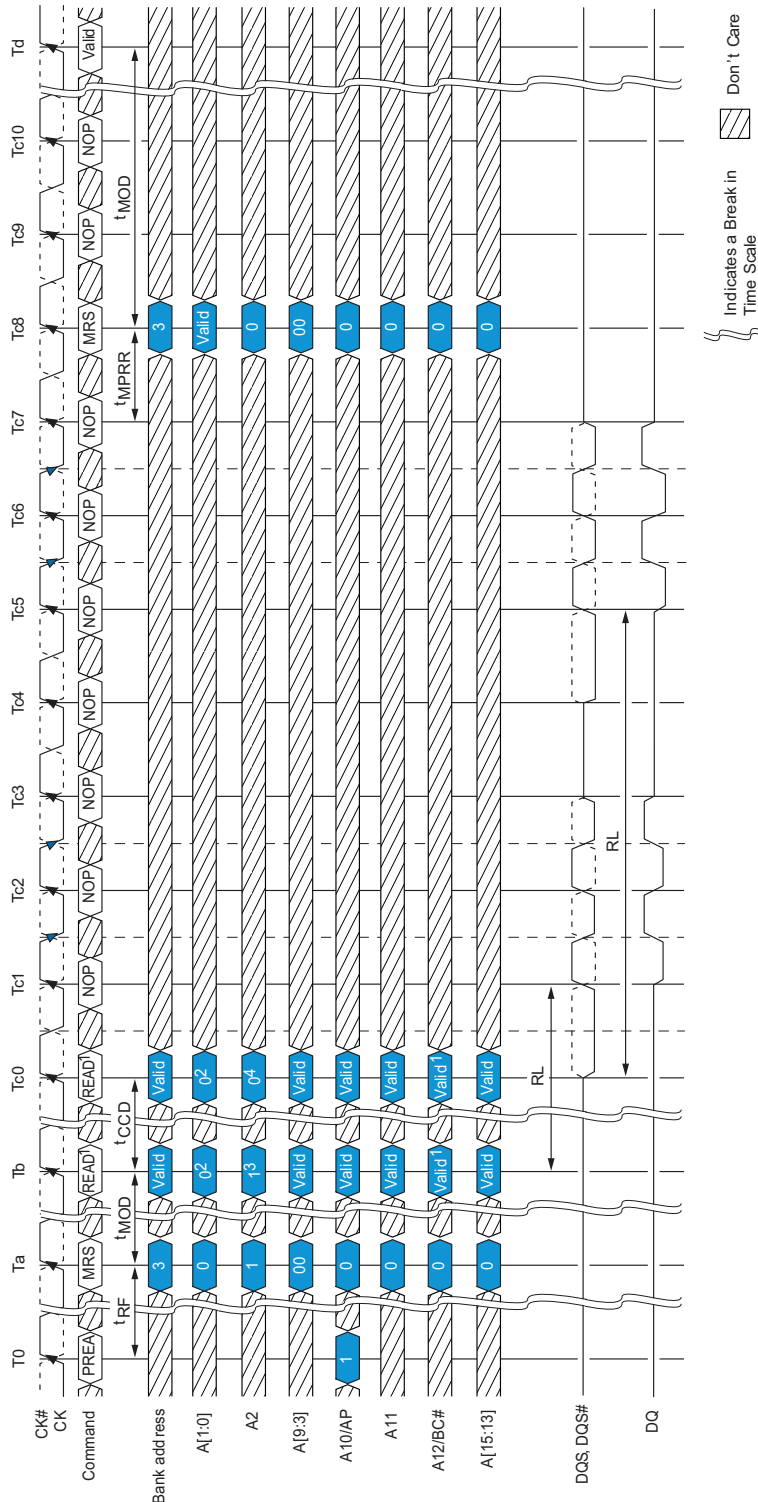 T0 Ta Tb Tc0 Tc1 Tc2 Tc3 Tc4 Tc5 Tc6 Tc7 Tc8 Tc9 Tc10 Td
CK#
CK
Command PREA MRS READ¹ READ¹ NOP NOP NOP NOP NOP NOP NOP MRS NOP NOP Valid
tRF tMOD tCCD tMPRR tMOD
Bank address 3 Valid Valid 3
A[1:0] 0 0² 0² Valid
A2 1 1³ 0⁴ 0
A[9:3] 00 Valid Valid 00
A10/AP 1 0 Valid Valid 0
A11 0 Valid Valid 0
A12/BC# 0 Valid¹ Valid¹ 0
A[15:13] 0 Valid Valid 0
RL
DQS, DQS#
RL
DQ
Indicates a Break in
Time Scale
Don't Care